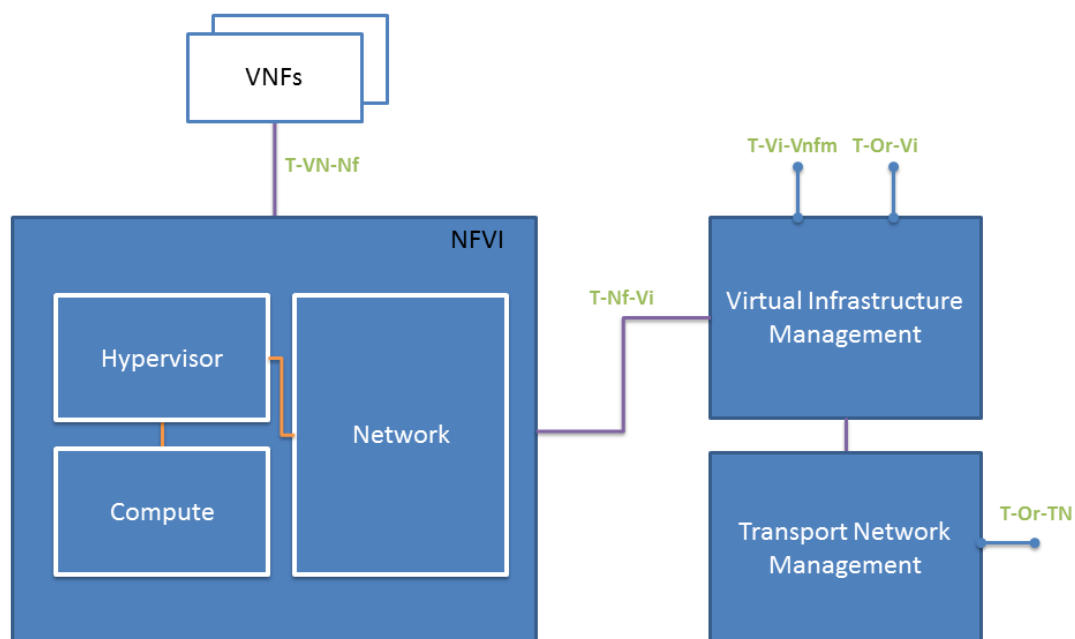 VNFs
T-VN-Nf
T-Vi-Vnfm
T-Or-Vi
NFVI
T-Nf-Vi
Virtual Infrastructure
Management
Hypervisor
Network
Compute
Transport Network
Management
T-Or-TN